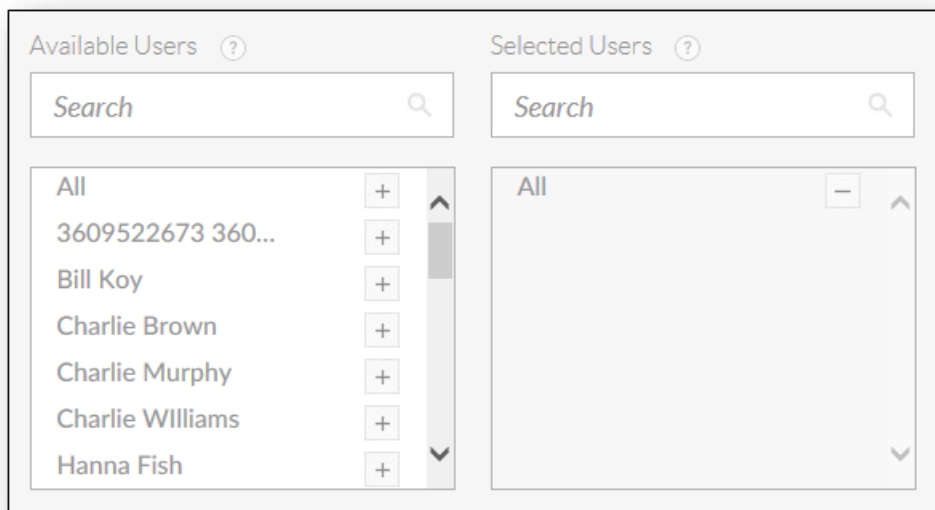 Available Users ?
Search
All +
3609522673 360... +
Bill Koy +
Charlie Brown +
Charlie Murphy +
Charlie WIlliams +
Hanna Fish +
Selected Users ?
Search
All −